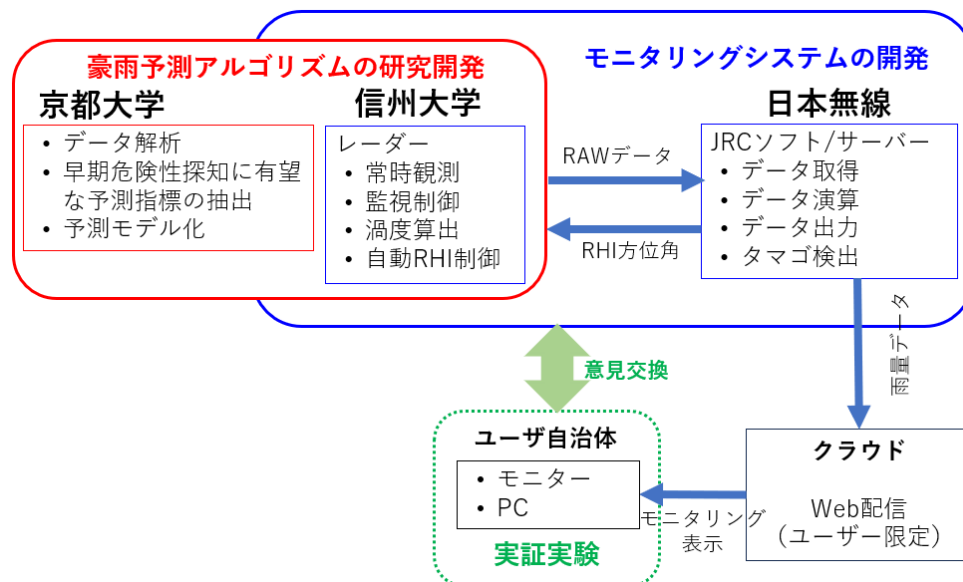 豪雨予測アルゴリズムの研究開発
モニタリングシステムの開発
京都大学
• データ解析
• 早期危険性探知に有望
な予測指標の抽出
• 予測モデル化
信州大学
レーダー
• 常時観測
• 監視制御
• 渦度算出
• 自動RHI制御
RAWデータ
RHI方位角
日本無線
JRCソフト/サーバー
• データ取得
• データ演算
• データ出力
• タマゴ検出
雨量データ
意見交換
ユーザ自治体
• モニター
• PC
実証実験
モニタリング
表示
クラウド
Web配信
(ユーザー限定)